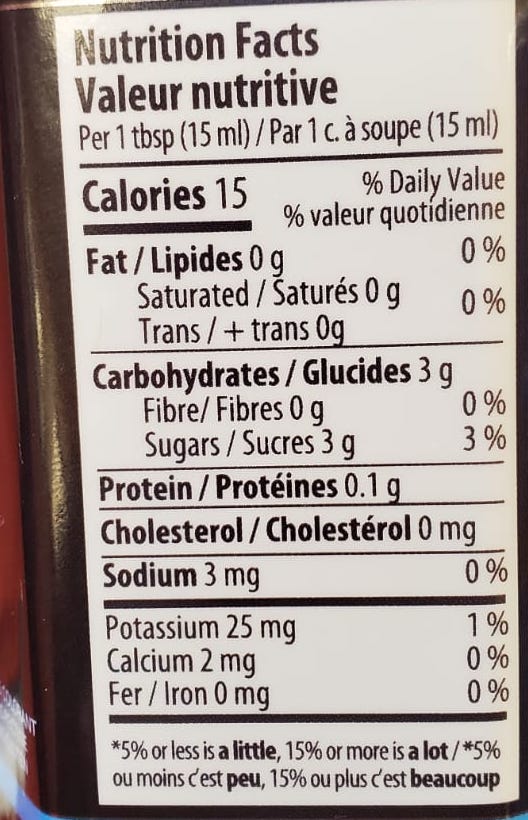 Nutrition Facts
Valeur nutritive
Per 1 tbsp (15 ml) / Par 1 c. à soupe (15 ml)
Calories 15
% Daily Value
% valeur quotidienne
Fat / Lipides 0 g 0 %
Saturated / Saturés 0 g
Trans / + trans 0g 0 %
Carbohydrates / Glucides 3 g
Fibre/ Fibres 0 g 0 %
Sugars / Sucres 3 g 3 %
Protein / Protéines 0.1 g
Cholesterol / Cholestérol 0 mg
Sodium 3 mg 0 %
Potassium 25 mg 1 %
Calcium 2 mg 0 %
Fer / Iron 0 mg 0 %
*5% or less is a little, 15% or more is a lot / *5%
ou moins c'est peu, 15% ou plus c'est beaucoup